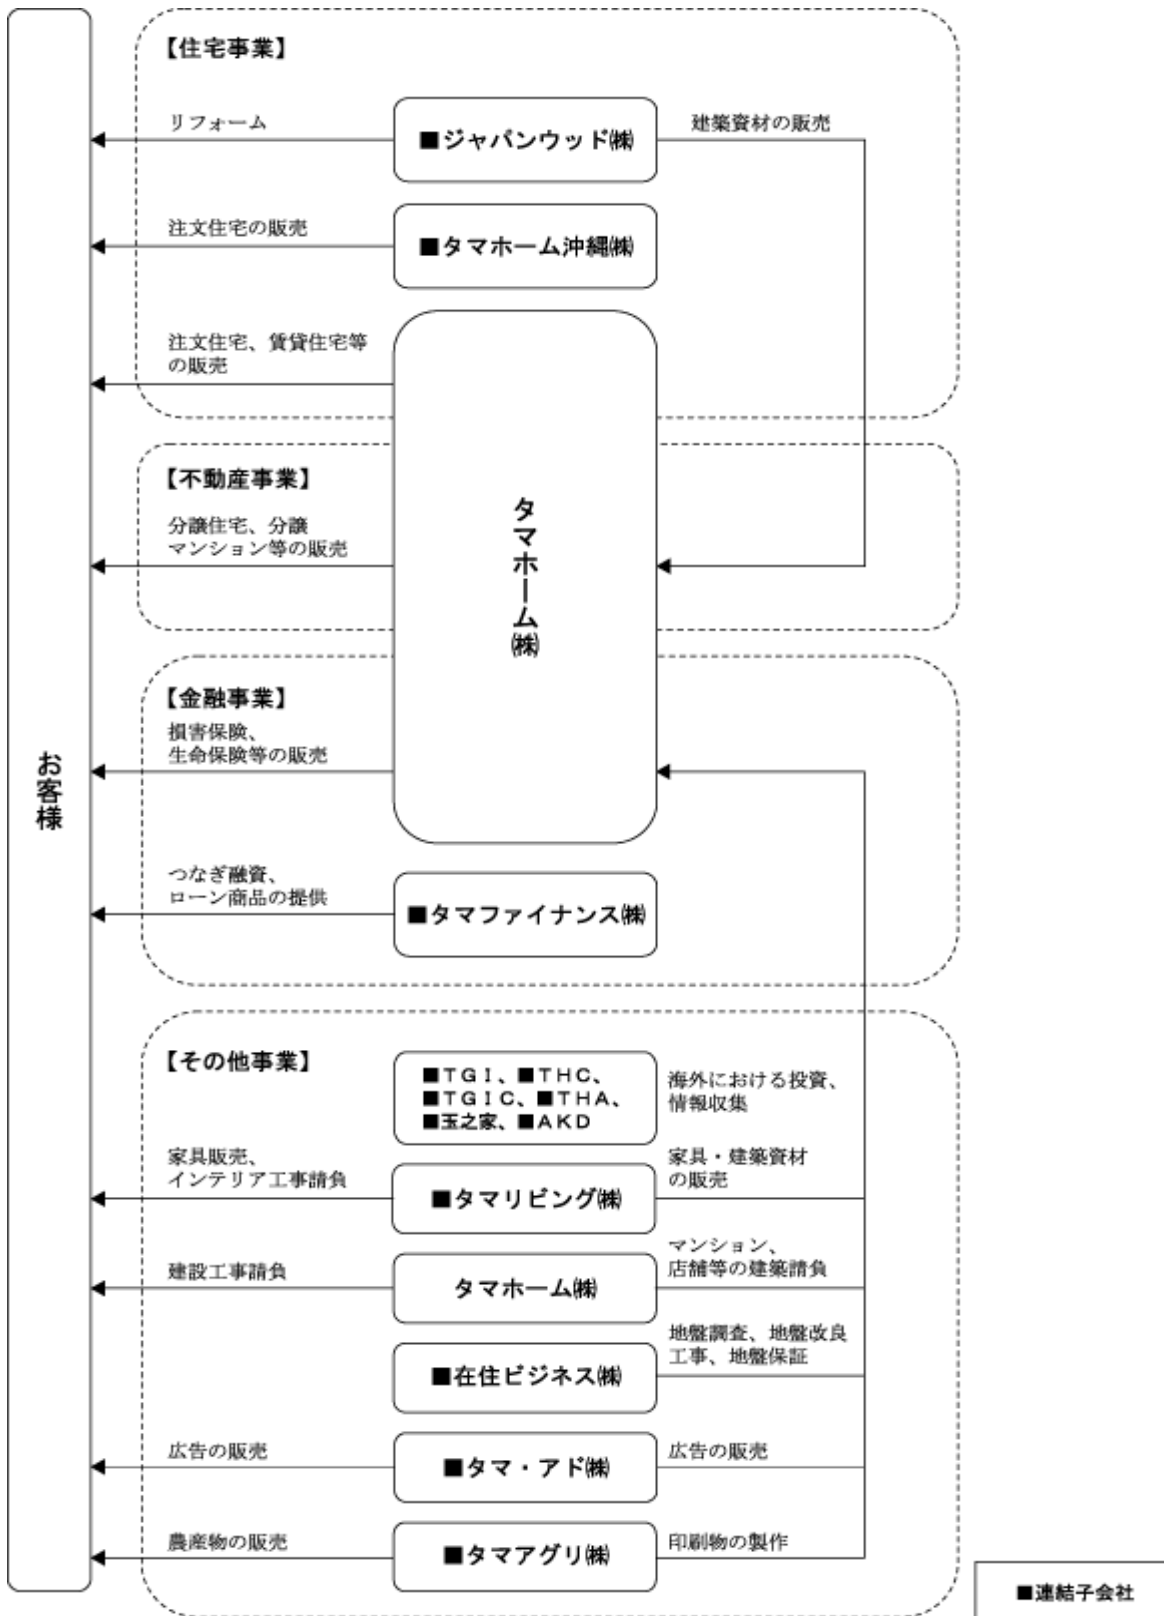 お客様
【住宅事業】
リフォーム
■ジャパンウッド㈱
建築資材の販売
注文住宅の販売
■タマホーム沖縄㈱
注文住宅、賃貸住宅等
の販売
タマホーム㈱
【不動産事業】
分譲住宅、分譲
マンション等の販売
【金融事業】
損害保険、
生命保険等の販売
つなぎ融資、
ローン商品の提供
■タマファイナンス㈱
【その他事業】
■ＴＧＩ、■ＴＨＣ、
■ＴＧＩＣ、■ＴＨＡ、
■玉之家、■ＡＫＤ
海外における投資、
情報収集
家具販売、
インテリア工事請負
■タマリビング㈱
家具・建築資材
の販売
建設工事請負
タマホーム㈱
マンション、
店舗等の建築請負
■在住ビジネス㈱
地盤調査、地盤改良
工事、地盤保証
広告の販売
■タマ・アド㈱
広告の販売
農産物の販売
■タマアグリ㈱
印刷物の製作
■連結子会社